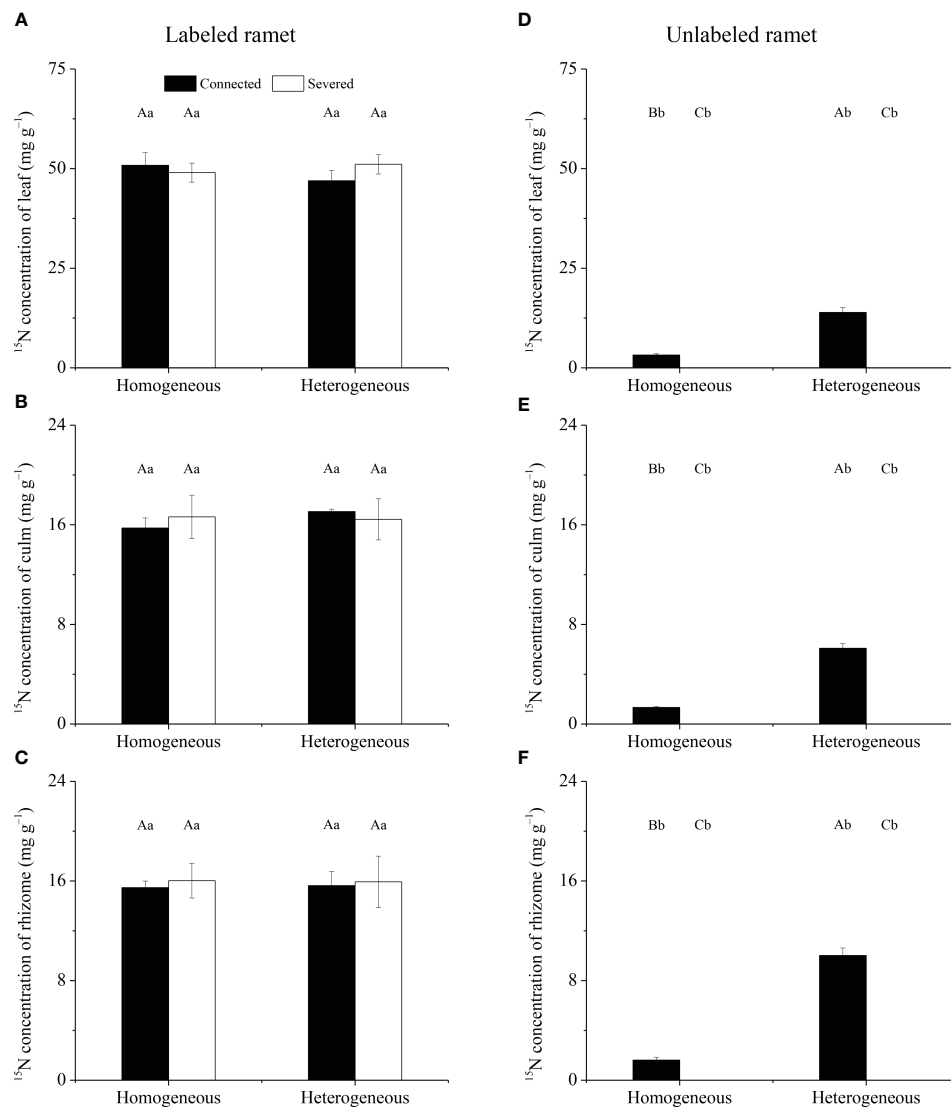 A
Labeled ramet
Connected Severed
Aa Aa Aa Aa
75
50
25
0
¹⁵N concentration of leaf (mg g⁻¹)
Homogeneous Heterogeneous
B
Aa Aa Aa Aa
24
16
8
0
¹⁵N concentration of culm (mg g⁻¹)
Homogeneous Heterogeneous
C
Aa Aa Aa Aa
24
16
8
0
¹⁵N concentration of rhizome (mg g⁻¹)
Homogeneous Heterogeneous
D
Unlabeled ramet
Bb Cb Ab Cb
75
50
25
0
¹⁵N concentration of leaf (mg g⁻¹)
Homogeneous Heterogeneous
E
Bb Cb Ab Cb
24
16
8
0
¹⁵N concentration of culm (mg g⁻¹)
Homogeneous Heterogeneous
F
Bb Cb Ab Cb
24
16
8
0
¹⁵N concentration of rhizome (mg g⁻¹)
Homogeneous Heterogeneous